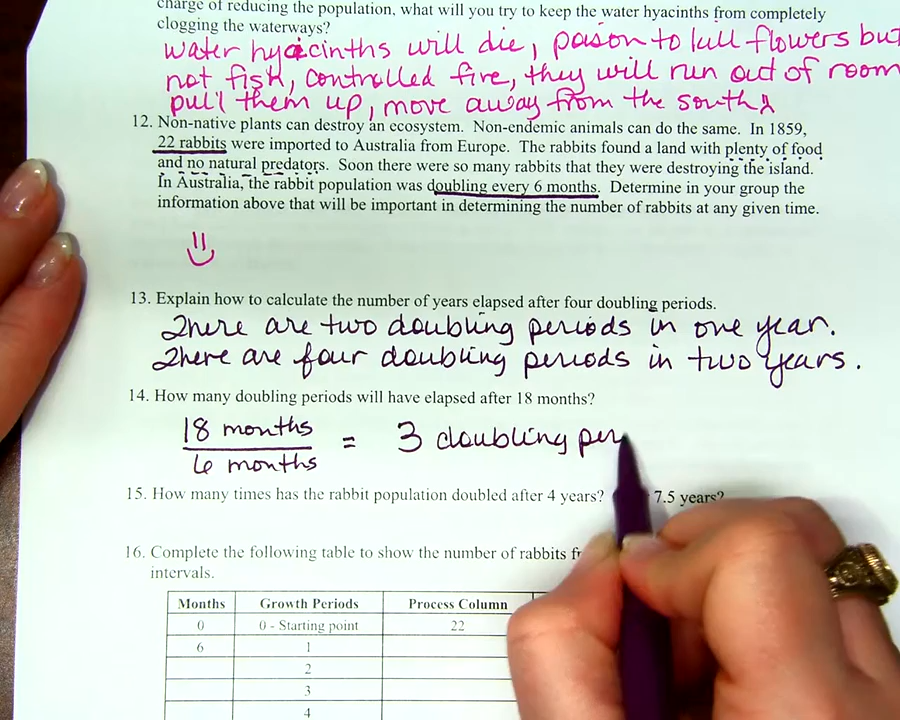 charge of reducing the population, what will you try to keep the water hyacinths from completely
clogging the waterways?
water hyacinths will die, poison to kill flowers but
not fish, controlled fire, they will run out of room
pull them up, move away from the south
12. Non-native plants can destroy an ecosystem. Non-endemic animals can do the same. In 1859,
22 rabbits were imported to Australia from Europe. The rabbits found a land with plenty of food
and no natural predators. Soon there were so many rabbits that they were destroying the island.
In Australia, the rabbit population was doubling every 6 months. Determine in your group the
information above that will be important in determining the number of rabbits at any given time.
13. Explain how to calculate the number of years elapsed after four doubling periods.
There are two doubling periods in one year.
There are four doubling periods in two years.
14. How many doubling periods will have elapsed after 18 months?
18 months
6 months
= 3 doubling per
15. How many times has the rabbit population doubled after 4 years? 7.5 years?
16. Complete the following table to show the number of rabbits
intervals.
Months Growth Periods Process Column
0 0 - Starting point 22
6 1
2
3
4